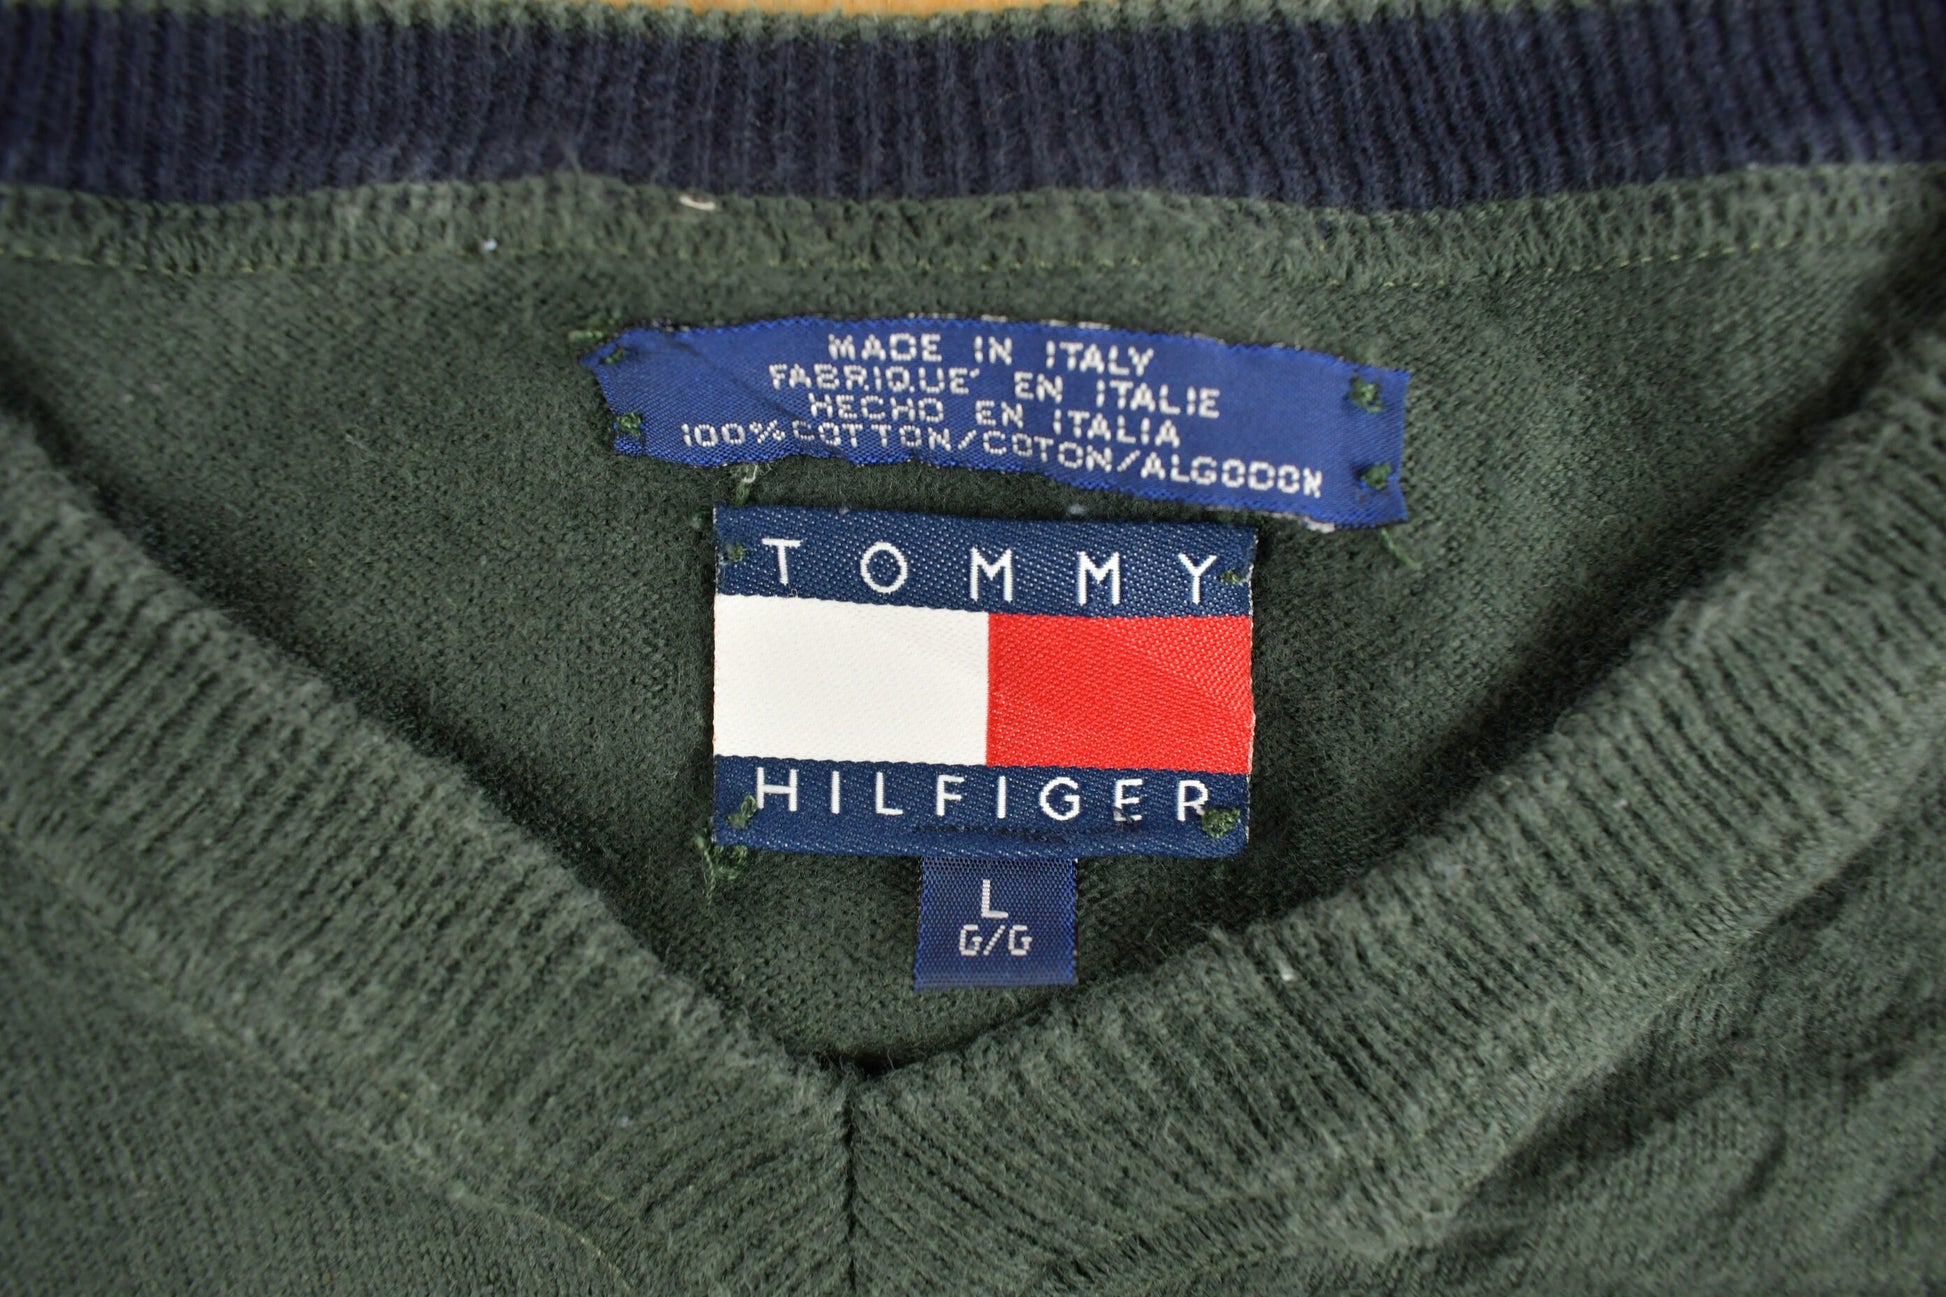 MADE IN ITALY
FABRIQUE' EN ITALIE
HECHO EN ITALIA
100%COTTON/COTON/ALGODON
TOMMY
HILFIGER
L
G/G